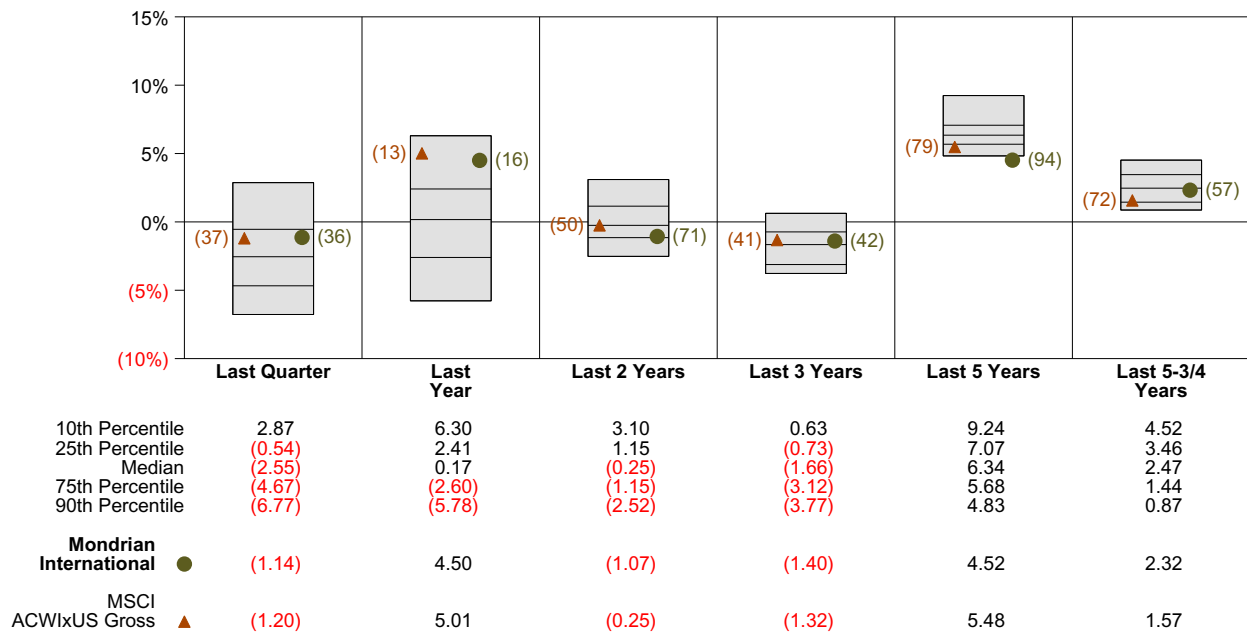 15%
10%
5%
0%
(5%)
(10%)
(37) (36)
(13) (16)
(50) (71)
(41) (42)
(79) (94)
(72) (57)
Last Quarter Last Year Last 2 Years Last 3 Years Last 5 Years Last 5-3/4 Years
10th Percentile 2.87 6.30 3.10 0.63 9.24 4.52
25th Percentile (0.54) 2.41 1.15 (0.73) 7.07 3.46
Median (2.55) 0.17 (0.25) (1.66) 6.34 2.47
75th Percentile (4.67) (2.60) (1.15) (3.12) 5.68 1.44
90th Percentile (6.77) (5.78) (2.52) (3.77) 4.83 0.87
Mondrian
International (1.14) 4.50 (1.07) (1.40) 4.52 2.32
MSCI
ACWIxUS Gross (1.20) 5.01 (0.25) (1.32) 5.48 1.57